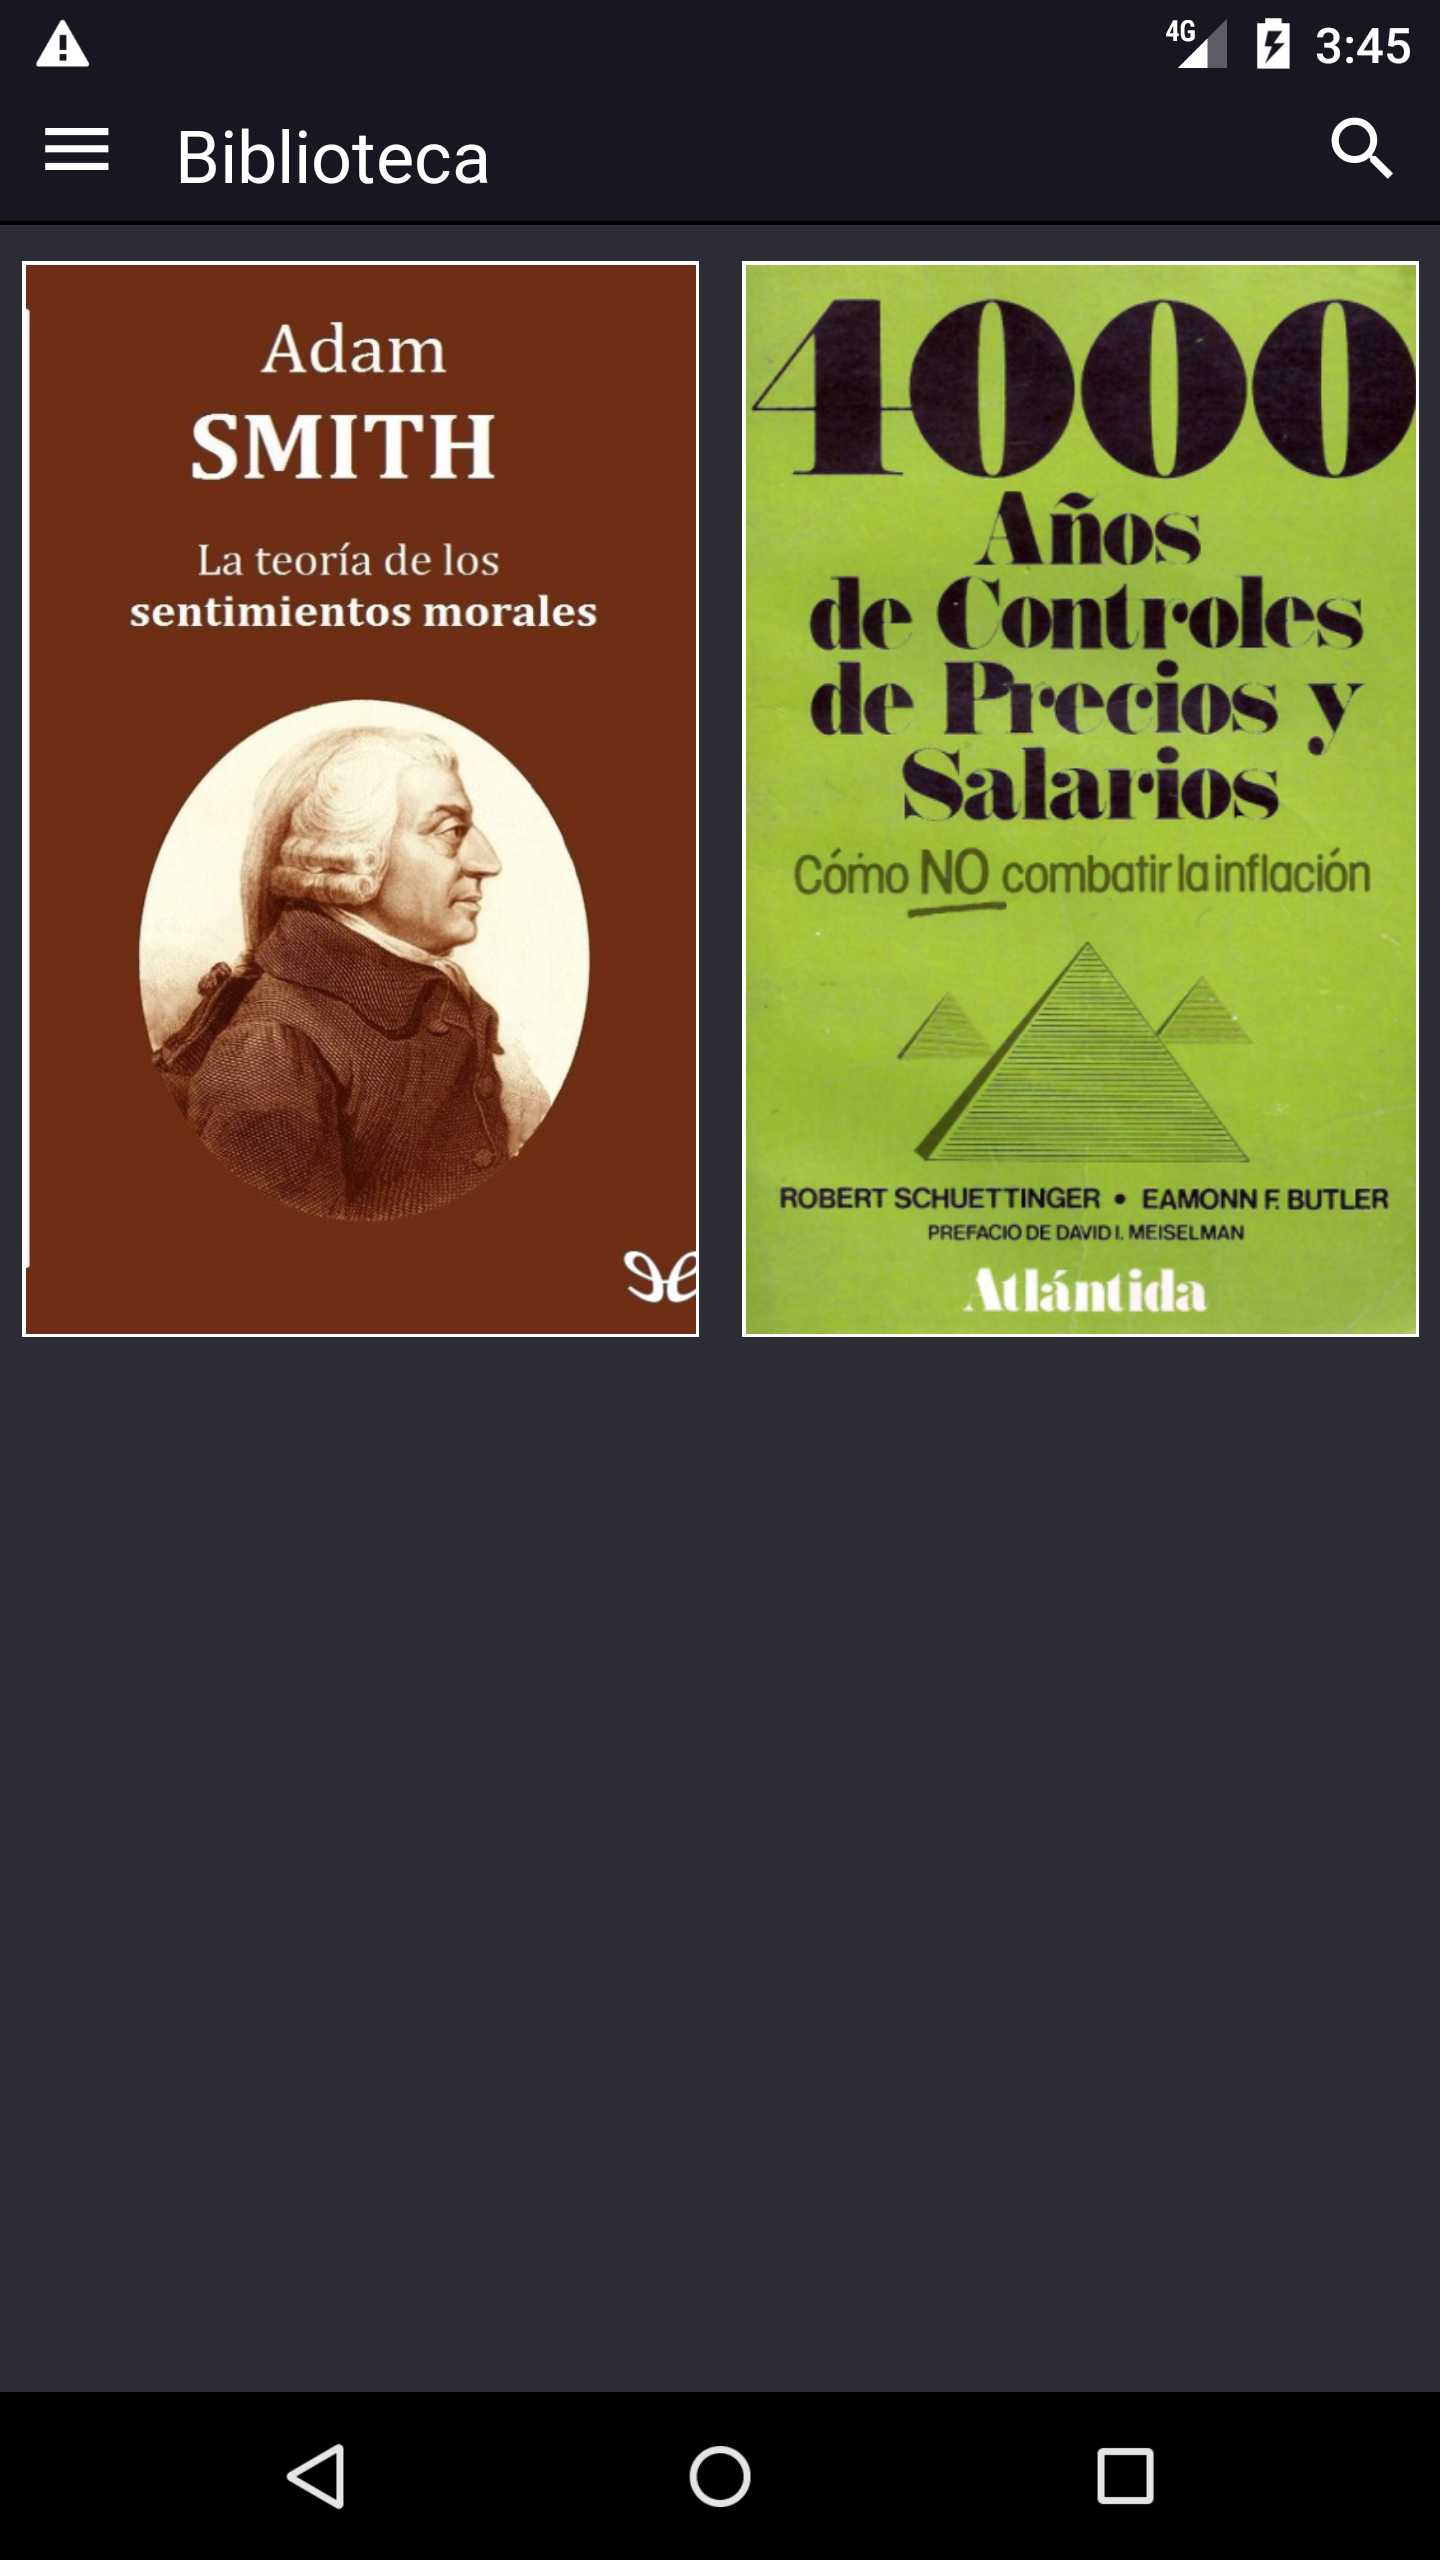 4G 3:45
Biblioteca
Adam
SMITH
La teoría de los
sentimientos morales
4000
Años
de Controles
de Precios y
Salarios
Cómo NO combatir la inflación
ROBERT SCHUETTINGER • EAMONN F. BUTLER
PREFACIO DE DAVID I. MEISELMAN
Atlántida